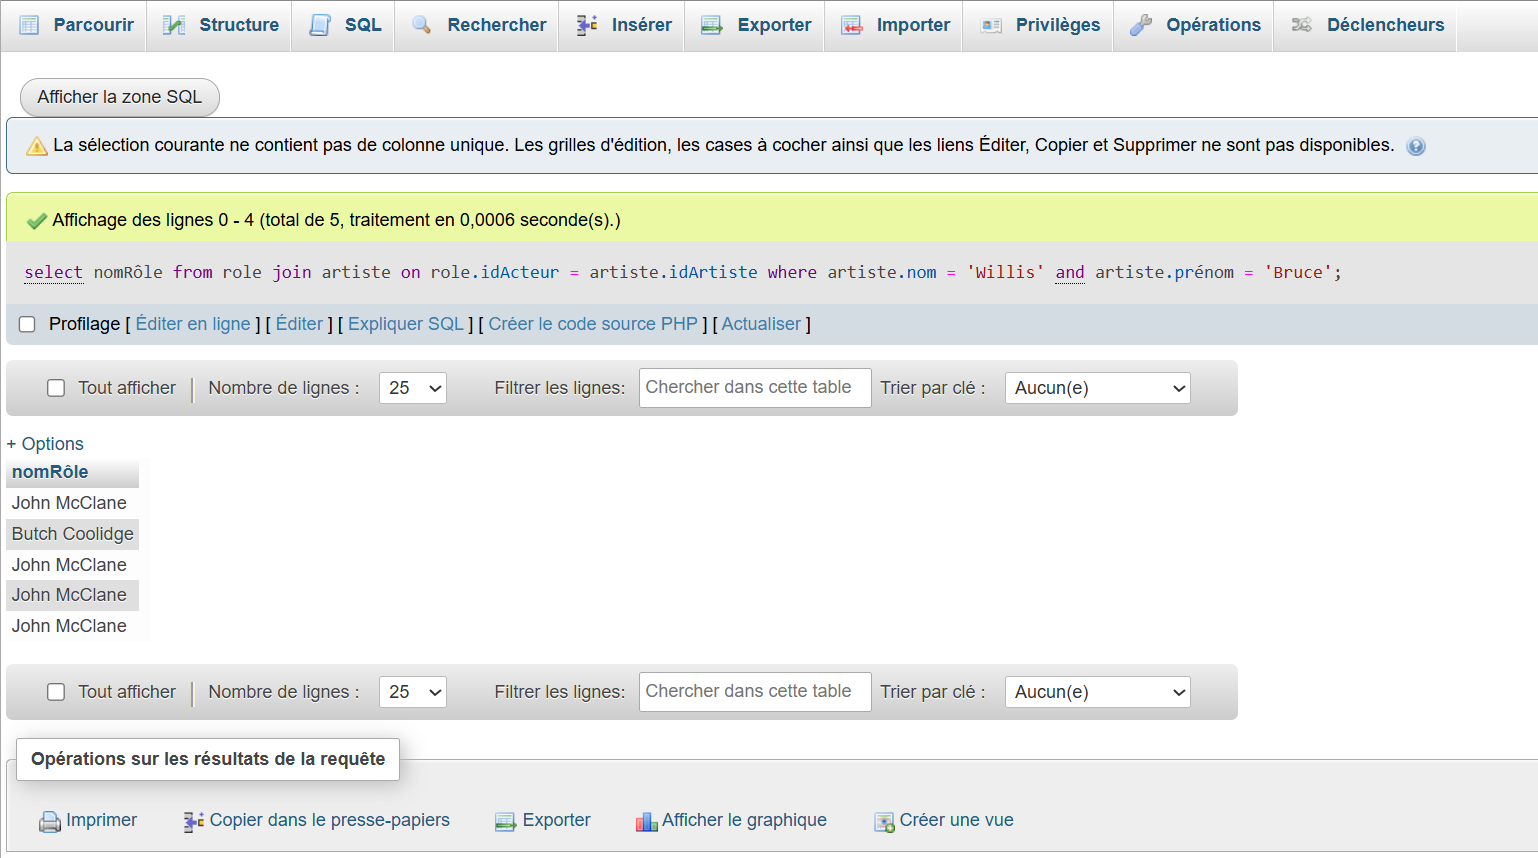 Parcourir Structure SQL Rechercher Insérer Exporter Importer Privilèges Opérations Déclencheurs
Afficher la zone SQL
La sélection courante ne contient pas de colonne unique. Les grilles d'édition, les cases à cocher ainsi que les liens Éditer, Copier et Supprimer ne sont pas disponibles.
Affichage des lignes 0 - 4 (total de 5, traitement en 0,0006 seconde(s).)
select nomRôle from role join artiste on role.idActeur = artiste.idArtiste where artiste.nom = 'Willis' and artiste.prénom = 'Bruce';
Profilage [ Éditer en ligne ] [ Éditer ] [ Expliquer SQL ] [ Créer le code source PHP ] [ Actualiser ]
Tout afficher Nombre de lignes : 25 Filtrer les lignes: Chercher dans cette table Trier par clé : Aucun(e)
+ Options
nomRôle
John McClane
Butch Coolidge
John McClane
John McClane
John McClane
Tout afficher Nombre de lignes : 25 Filtrer les lignes: Chercher dans cette table Trier par clé : Aucun(e)
Opérations sur les résultats de la requête
Imprimer Copier dans le presse-papiers Exporter Afficher le graphique Créer une vue